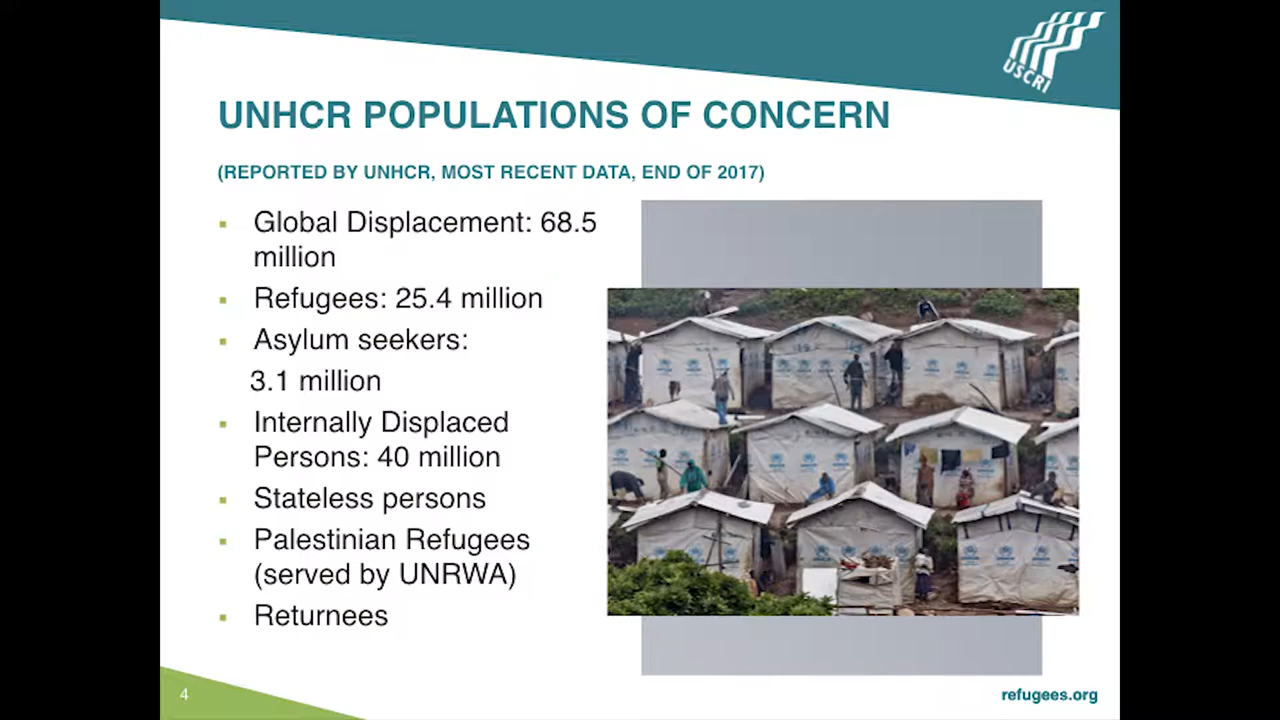 USCRI
UNHCR POPULATIONS OF CONCERN
(REPORTED BY UNHCR, MOST RECENT DATA, END OF 2017)
▪ Global Displacement: 68.5
million
▪ Refugees: 25.4 million
▪ Asylum seekers:
3.1 million
▪ Internally Displaced
Persons: 40 million
▪ Stateless persons
▪ Palestinian Refugees
(served by UNRWA)
▪ Returnees
4
refugees.org